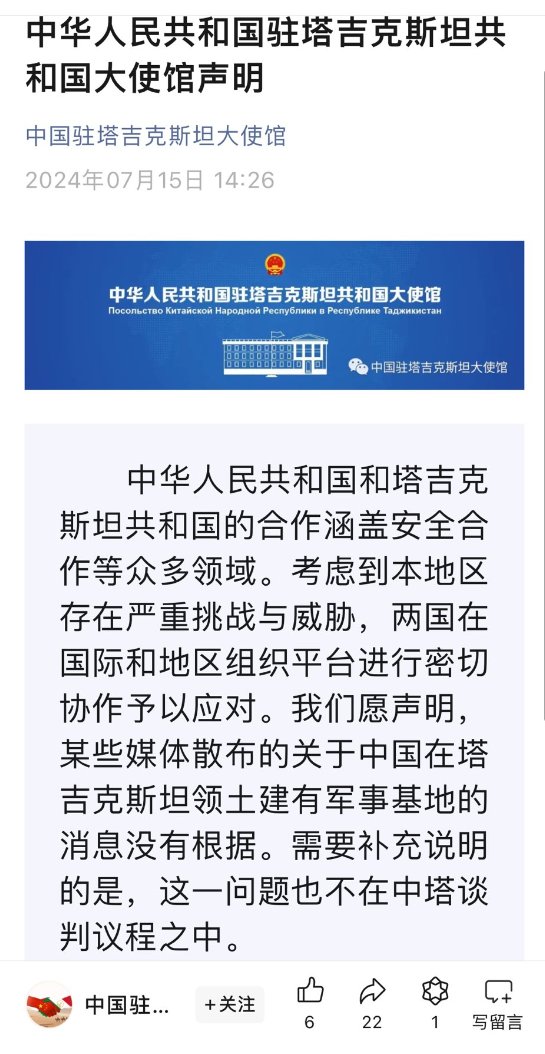 中华人民共和国驻塔吉克斯坦共
和国大使馆声明
中国驻塔吉克斯坦大使馆
2024年07月15日 14:26
中华人民共和国驻塔吉克斯坦共和国大使馆
Посольство Китайской Народной Республики в Республике Таджикистан
中国驻塔吉克斯坦大使馆
中华人民共和国和塔吉克
斯坦共和国的合作涵盖安全合
作等众多领域。考虑到本地区
存在严重挑战与威胁，两国在
国际和地区组织平台进行密切
协作予以应对。我们愿声明，
某些媒体散布的关于中国在塔
吉克斯坦领土建有军事基地的
消息没有根据。需要补充说明
的是，这一问题也不在中塔谈
判议程之中。
中国驻... +关注 6 22 1 写留言